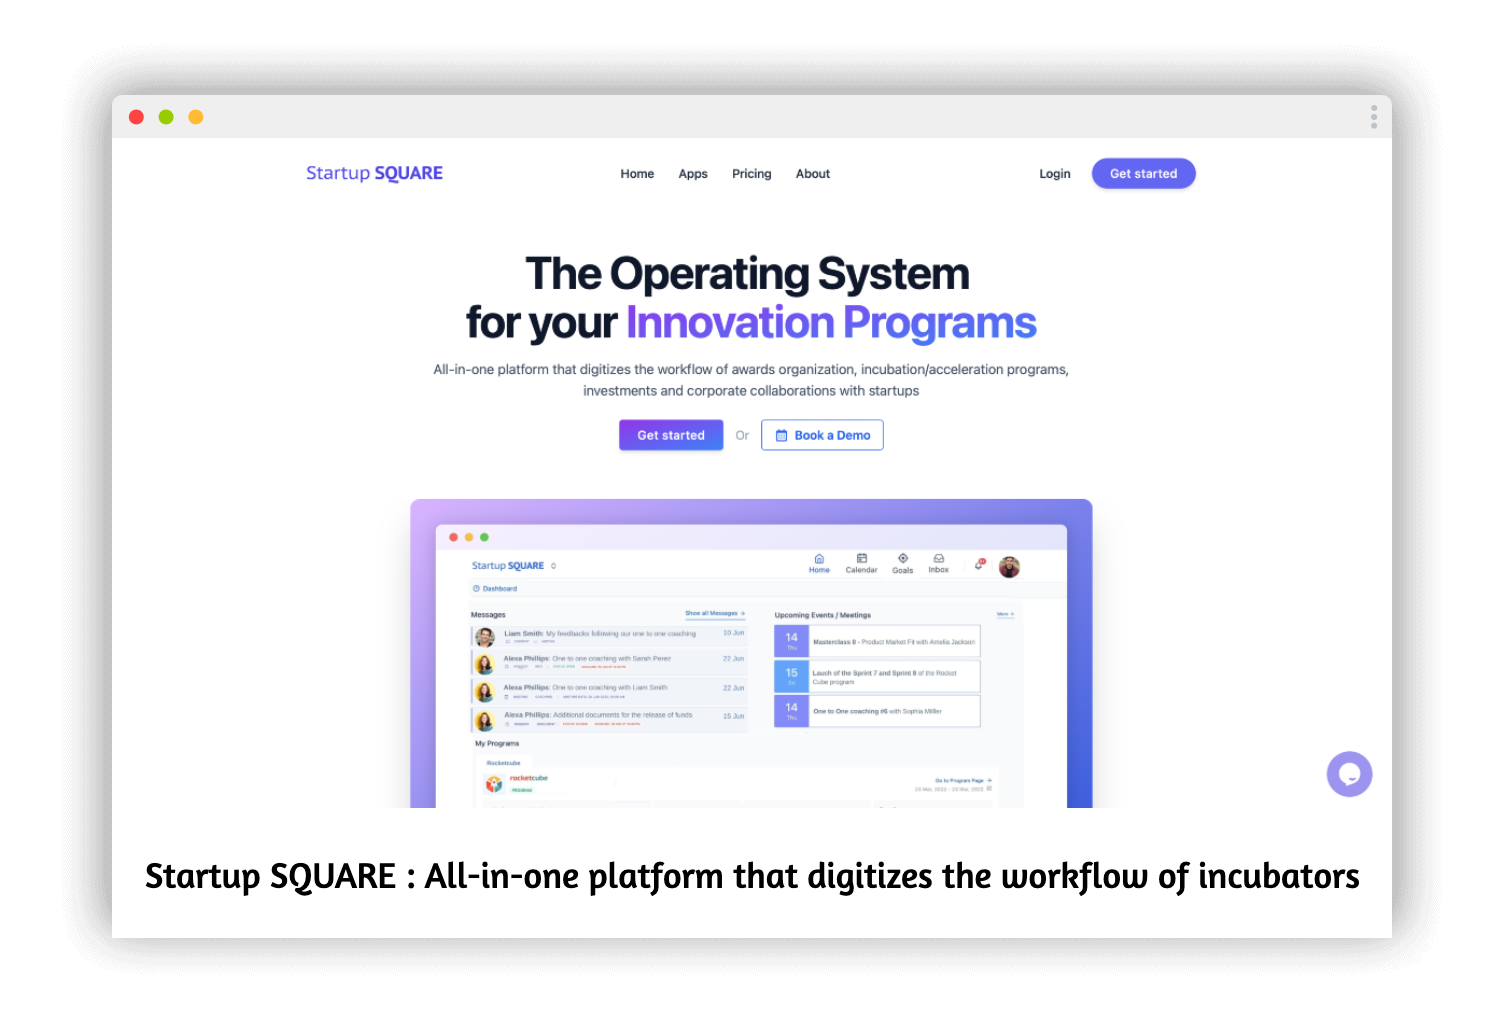 Startup SQUARE
Home Apps Pricing About
Login Get started
The Operating System
for your Innovation Programs
All-in-one platform that digitizes the workflow of awards organization, incubation/acceleration programs,
investments and corporate collaborations with startups
Get started Or Book a Demo
Startup SQUARE
Home Calendar Goals Inbox
Dashboard
Messages Show all Messages
Liam Smith: My feedbacks following our one to one coaching 10 Jun
Alexa Phillips: One to one coaching with Sarah Perez 22 Jun
Alexa Phillips: One to one coaching with Liam Smith 22 Jun
Alexa Phillips: Additional documents for the release of funds 15 Jun
Upcoming Events / Meetings More
14 Thu Masterclass 8 - Product Market Fit with Amelia Jackson
15 Lauch of the Sprint 7 and Sprint 8 of the Rocket
Cube program
14 Thu One to One coaching #6 with Sophia Miller
My Programs
Rocketcube
rocketcube
PROGRESS
Go to Program Page
Startup SQUARE : All-in-one platform that digitizes the workflow of incubators